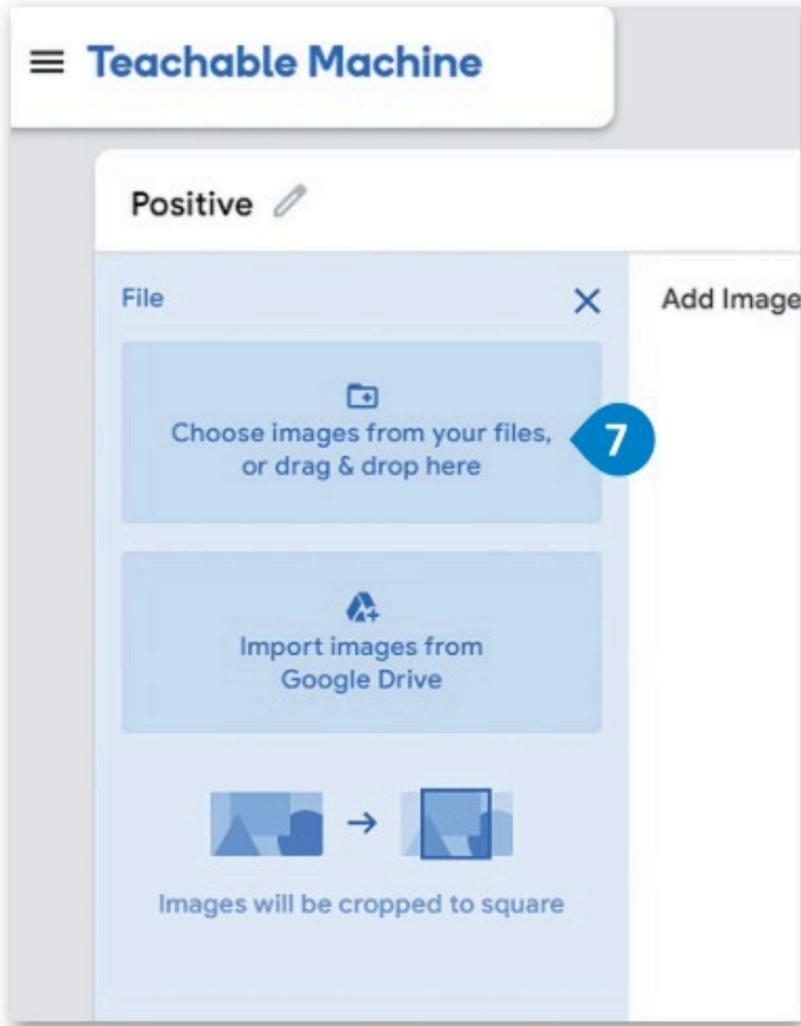 Teachable Machine
Positive
File
Add Image
Choose images from your files,
or drag & drop here
7
Import images from
Google Drive
Images will be cropped to square